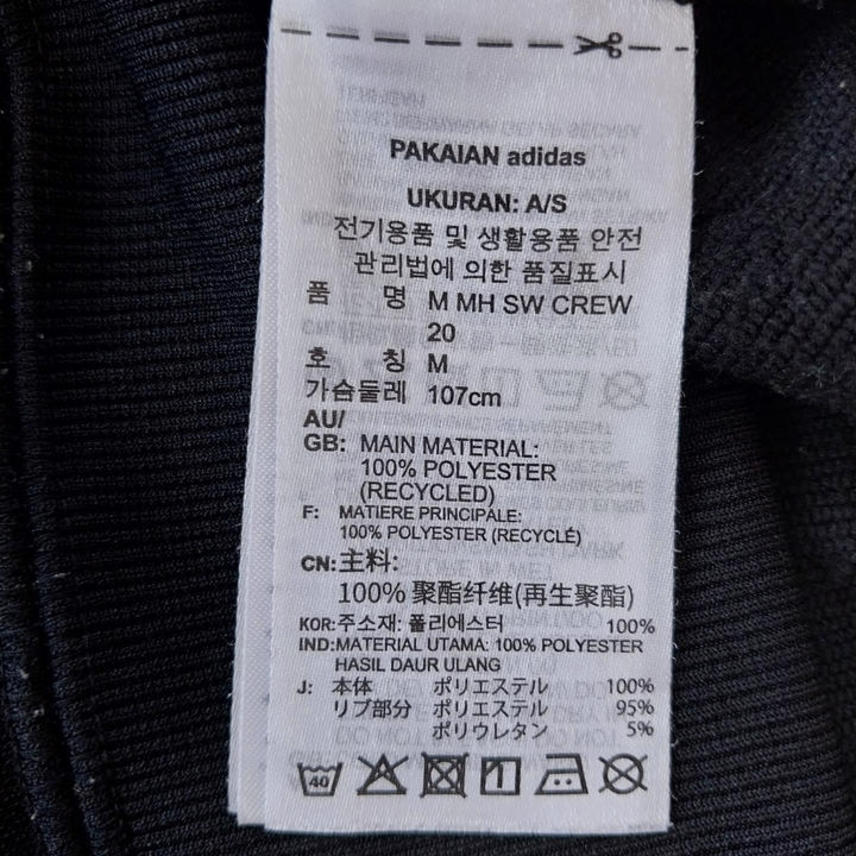 PAKAIAN adidas
UKURAN: A/S
전기용품 및 생활용품 안전
관리법에 의한 품질표시
품 명 M MH SW CREW
20
호 칭 M
가슴둘레 107cm
AU/
GB: MAIN MATERIAL:
100% POLYESTER
(RECYCLED)
F: MATIERE PRINCIPALE:
100% POLYESTER (RECYCLÉ)
CN: 主料:
100% 聚酯纤维(再生聚酯)
KOR: 주소재: 폴리에스터 100%
IND: MATERIAL UTAMA: 100% POLYESTER
HASIL DAUR ULANG
J: 本体 ポリエステル 100%
リブ部分 ポリエステル 95%
ポリウレタン 5%
40